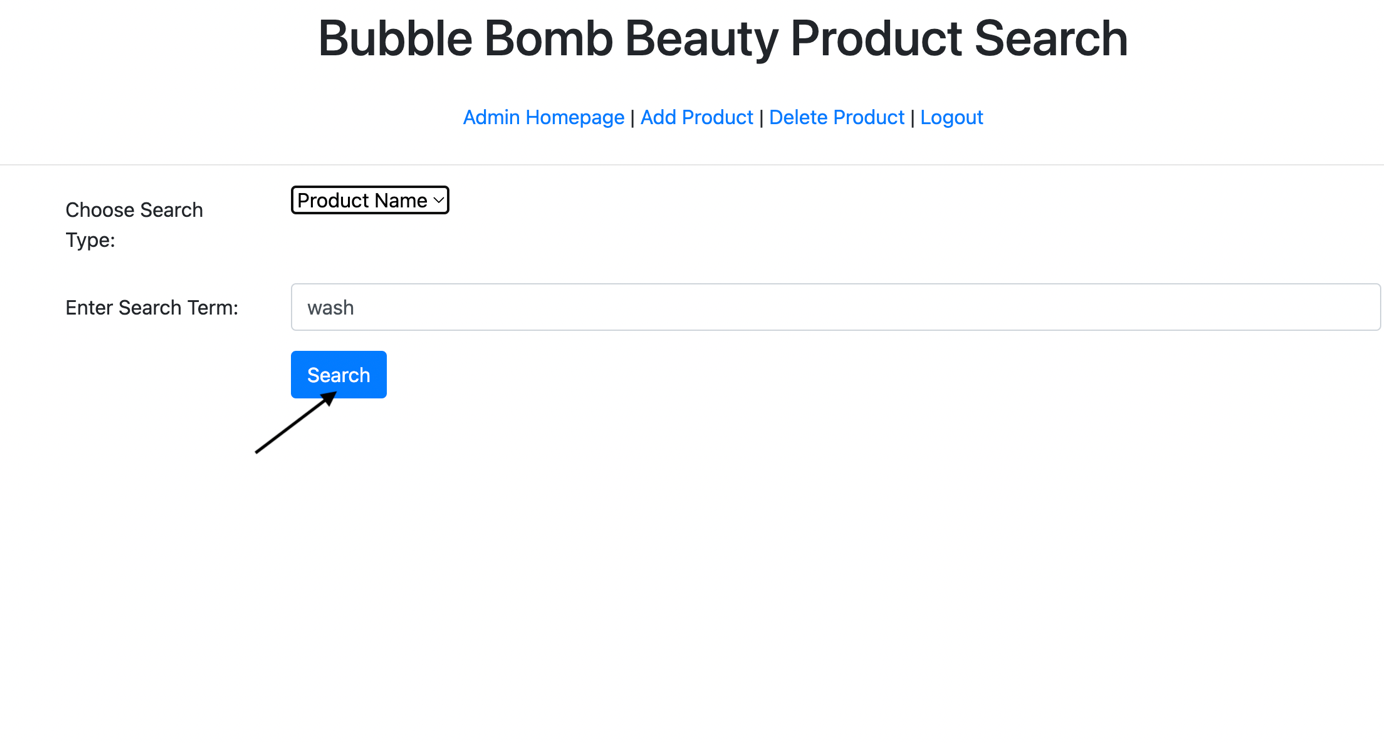 Bubble Bomb Beauty Product Search
Admin Homepage | Add Product | Delete Product | Logout
Choose Search
Type:
Product Name
Enter Search Term:
wash
Search